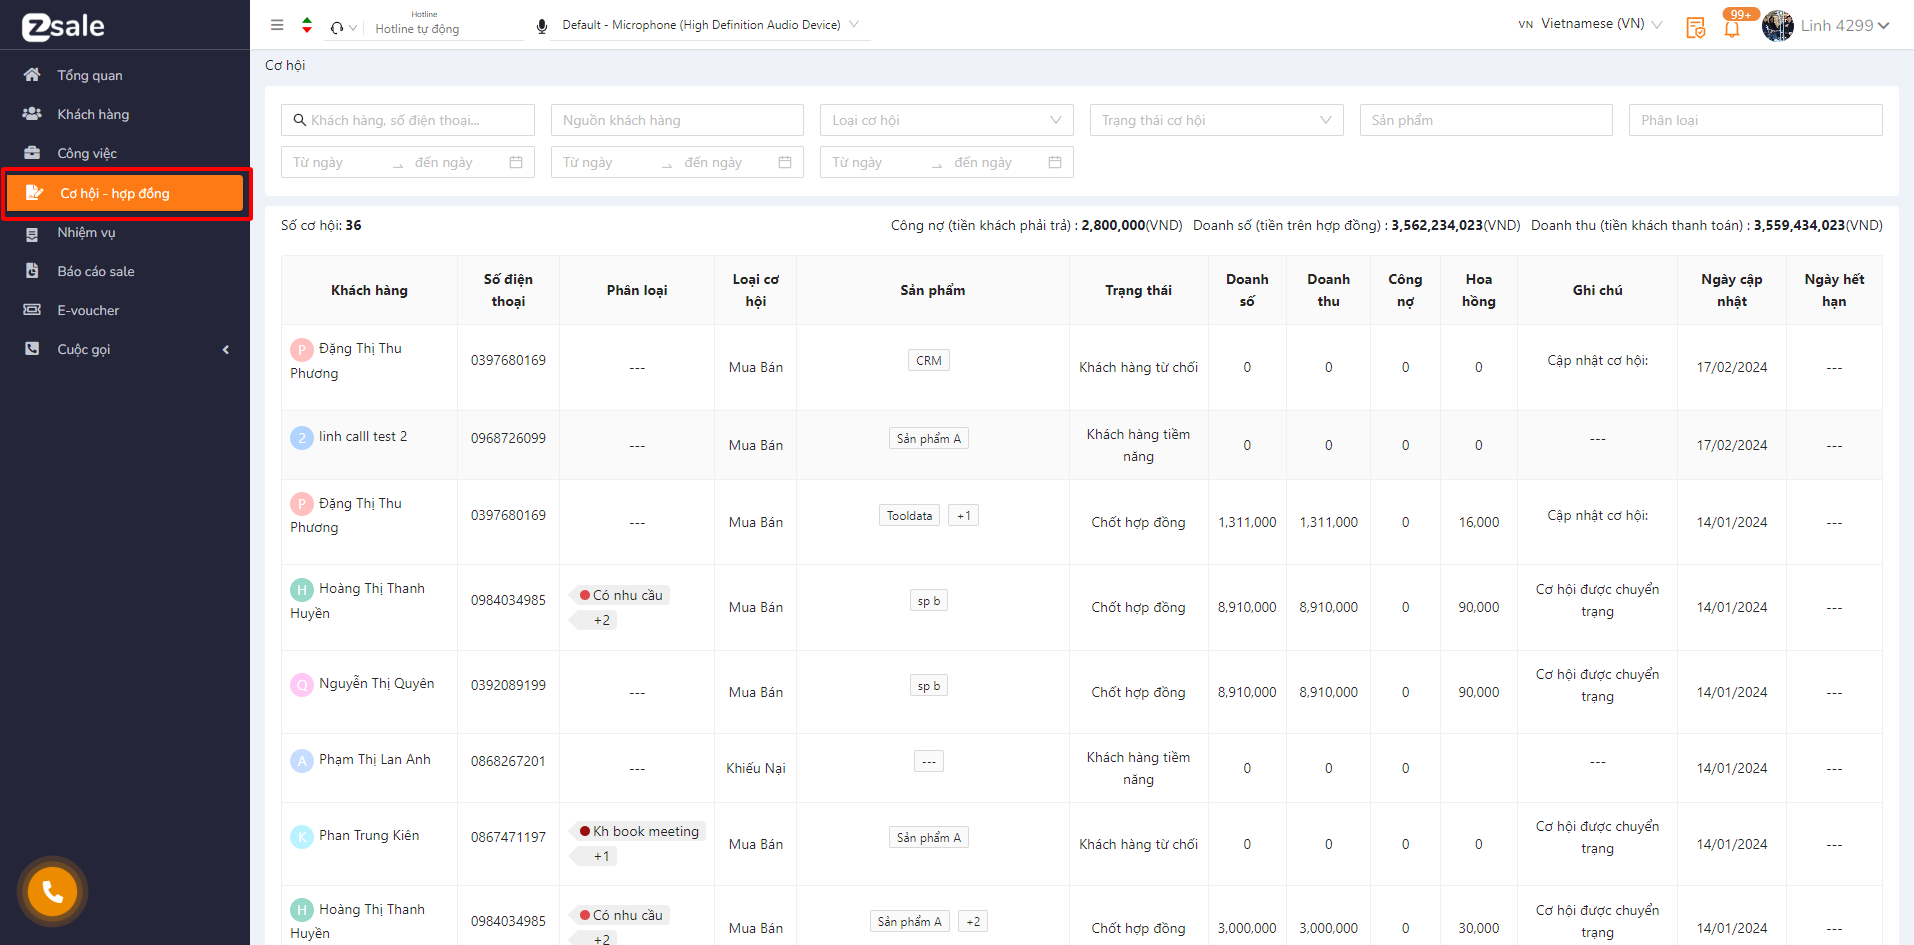 zsale
Hotline
Hotline tự động
Default - Microphone (High Definition Audio Device)
VN Vietnamese (VN)
99+
Linh 4299
Tổng quan
Khách hàng
Công việc
Cơ hội - hợp đồng
Nhiệm vụ
Báo cáo sale
E-voucher
Cuộc gọi
Cơ hội
Khách hàng, số điện thoại...
Nguồn khách hàng
Loại cơ hội
Trạng thái cơ hội
Sản phẩm
Phân loại
Từ ngày → đến ngày
Từ ngày → đến ngày
Từ ngày → đến ngày
Số cơ hội: 36
Công nợ (tiền khách phải trả) : 2,800,000(VND) Doanh số (tiền trên hợp đồng) : 3,562,234,023(VND) Doanh thu (tiền khách thanh toán) : 3,559,434,023(VND)
Khách hàng
Số điện
thoại
Phân loại
Loại cơ
hội
Sản phẩm
Trạng thái
Doanh
số
Doanh
thu
Công
nợ
Hoa
hồng
Ghi chú
Ngày cập
nhật
Ngày hết
hạn
P Đặng Thị Thu
Phương
0397680169
---
Mua Bán
CRM
Khách hàng từ chối
0
0
0
0
Cập nhật cơ hội:
17/02/2024
---
2 linh calll test 2
0968726099
---
Mua Bán
Sản phẩm A
Khách hàng tiềm
năng
0
0
0
0
---
17/02/2024
---
P Đặng Thị Thu
Phương
0397680169
---
Mua Bán
Tooldata +1
Chốt hợp đồng
1,311,000
1,311,000
0
16,000
Cập nhật cơ hội:
14/01/2024
---
H Hoàng Thị Thanh
Huyền
0984034985
Có nhu cầu
+2
Mua Bán
sp b
Chốt hợp đồng
8,910,000
8,910,000
0
90,000
Cơ hội được chuyển
trạng
14/01/2024
---
Q Nguyễn Thị Quyên
0392089199
---
Mua Bán
sp b
Chốt hợp đồng
8,910,000
8,910,000
0
90,000
Cơ hội được chuyển
trạng
14/01/2024
---
A Phạm Thị Lan Anh
0868267201
---
Khiếu Nại
---
Khách hàng tiềm
năng
0
0
0
---
14/01/2024
---
K Phan Trung Kiên
0867471197
Kh book meeting
+1
Mua Bán
Sản phẩm A
Khách hàng từ chối
0
0
0
0
Cơ hội được chuyển
trạng
14/01/2024
---
H Hoàng Thị Thanh
Huyền
0984034985
Có nhu cầu
+2
Mua Bán
Sản phẩm A +2
Chốt hợp đồng
3,000,000
3,000,000
0
30,000
Cơ hội được chuyển
trạng
14/01/2024
---